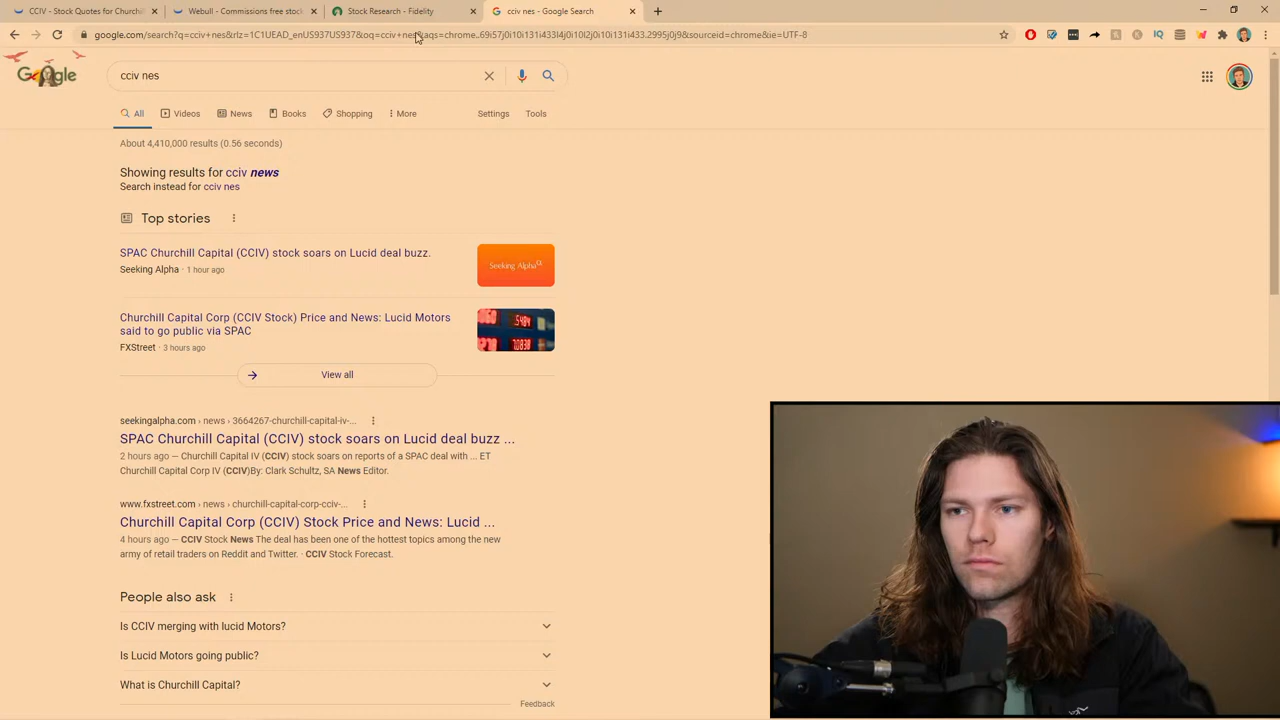 CCIV - Stock Quotes for Churchil
Webull - Commissions free stock
Stock Research - Fidelity
cciv nes - Google Search
google.com/search?q=cciv+nes&rlz=1C1UEAD_enUS937US937&oq=cciv+nes&aqs=chrome..69i57j0i10i131i433l4j0i10l2j0i10i131i433.2995j0j9&sourceid=chrome&ie=UTF-8
Google
cciv nes
All
Videos
News
Books
Shopping
More
Settings
Tools
About 4,410,000 results (0.56 seconds)
Showing results for cciv news
Search instead for cciv nes
Top stories
SPAC Churchill Capital (CCIV) stock soars on Lucid deal buzz.
Seeking Alpha · 1 hour ago
Seeking Alpha α
Churchill Capital Corp (CCIV Stock) Price and News: Lucid Motors
said to go public via SPAC
FXStreet · 3 hours ago
View all
seekingalpha.com › news › 3664267-churchill-capital-iv-...
SPAC Churchill Capital (CCIV) stock soars on Lucid deal buzz ...
2 hours ago — Churchill Capital IV (CCIV) stock soars on reports of a SPAC deal with ... ET
Churchill Capital Corp IV (CCIV)By: Clark Schultz, SA News Editor.
www.fxstreet.com › news › churchill-capital-corp-cciv-...
Churchill Capital Corp (CCIV) Stock Price and News: Lucid ...
4 hours ago — CCIV Stock News The deal has been one of the hottest topics among the new
army of retail traders on Reddit and Twitter. · CCIV Stock Forecast.
People also ask
Is CCIV merging with lucid Motors?
Is Lucid Motors going public?
What is Churchill Capital?
Feedback